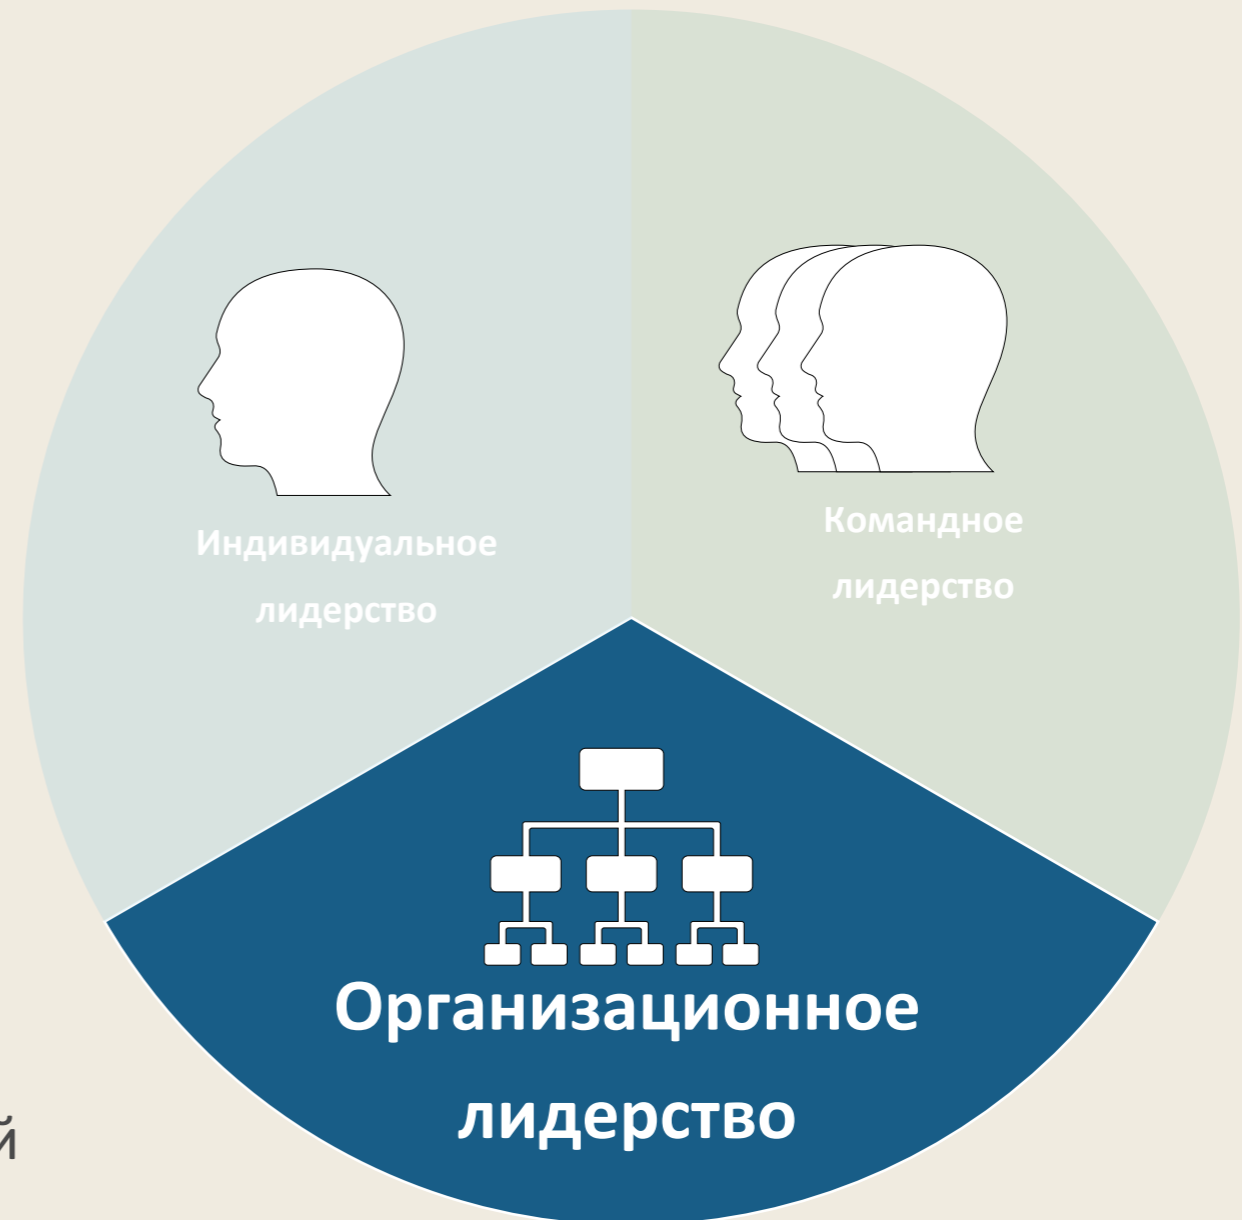 Индивидуальное
лидерство
Командное
лидерство
Организационное
лидерство
й